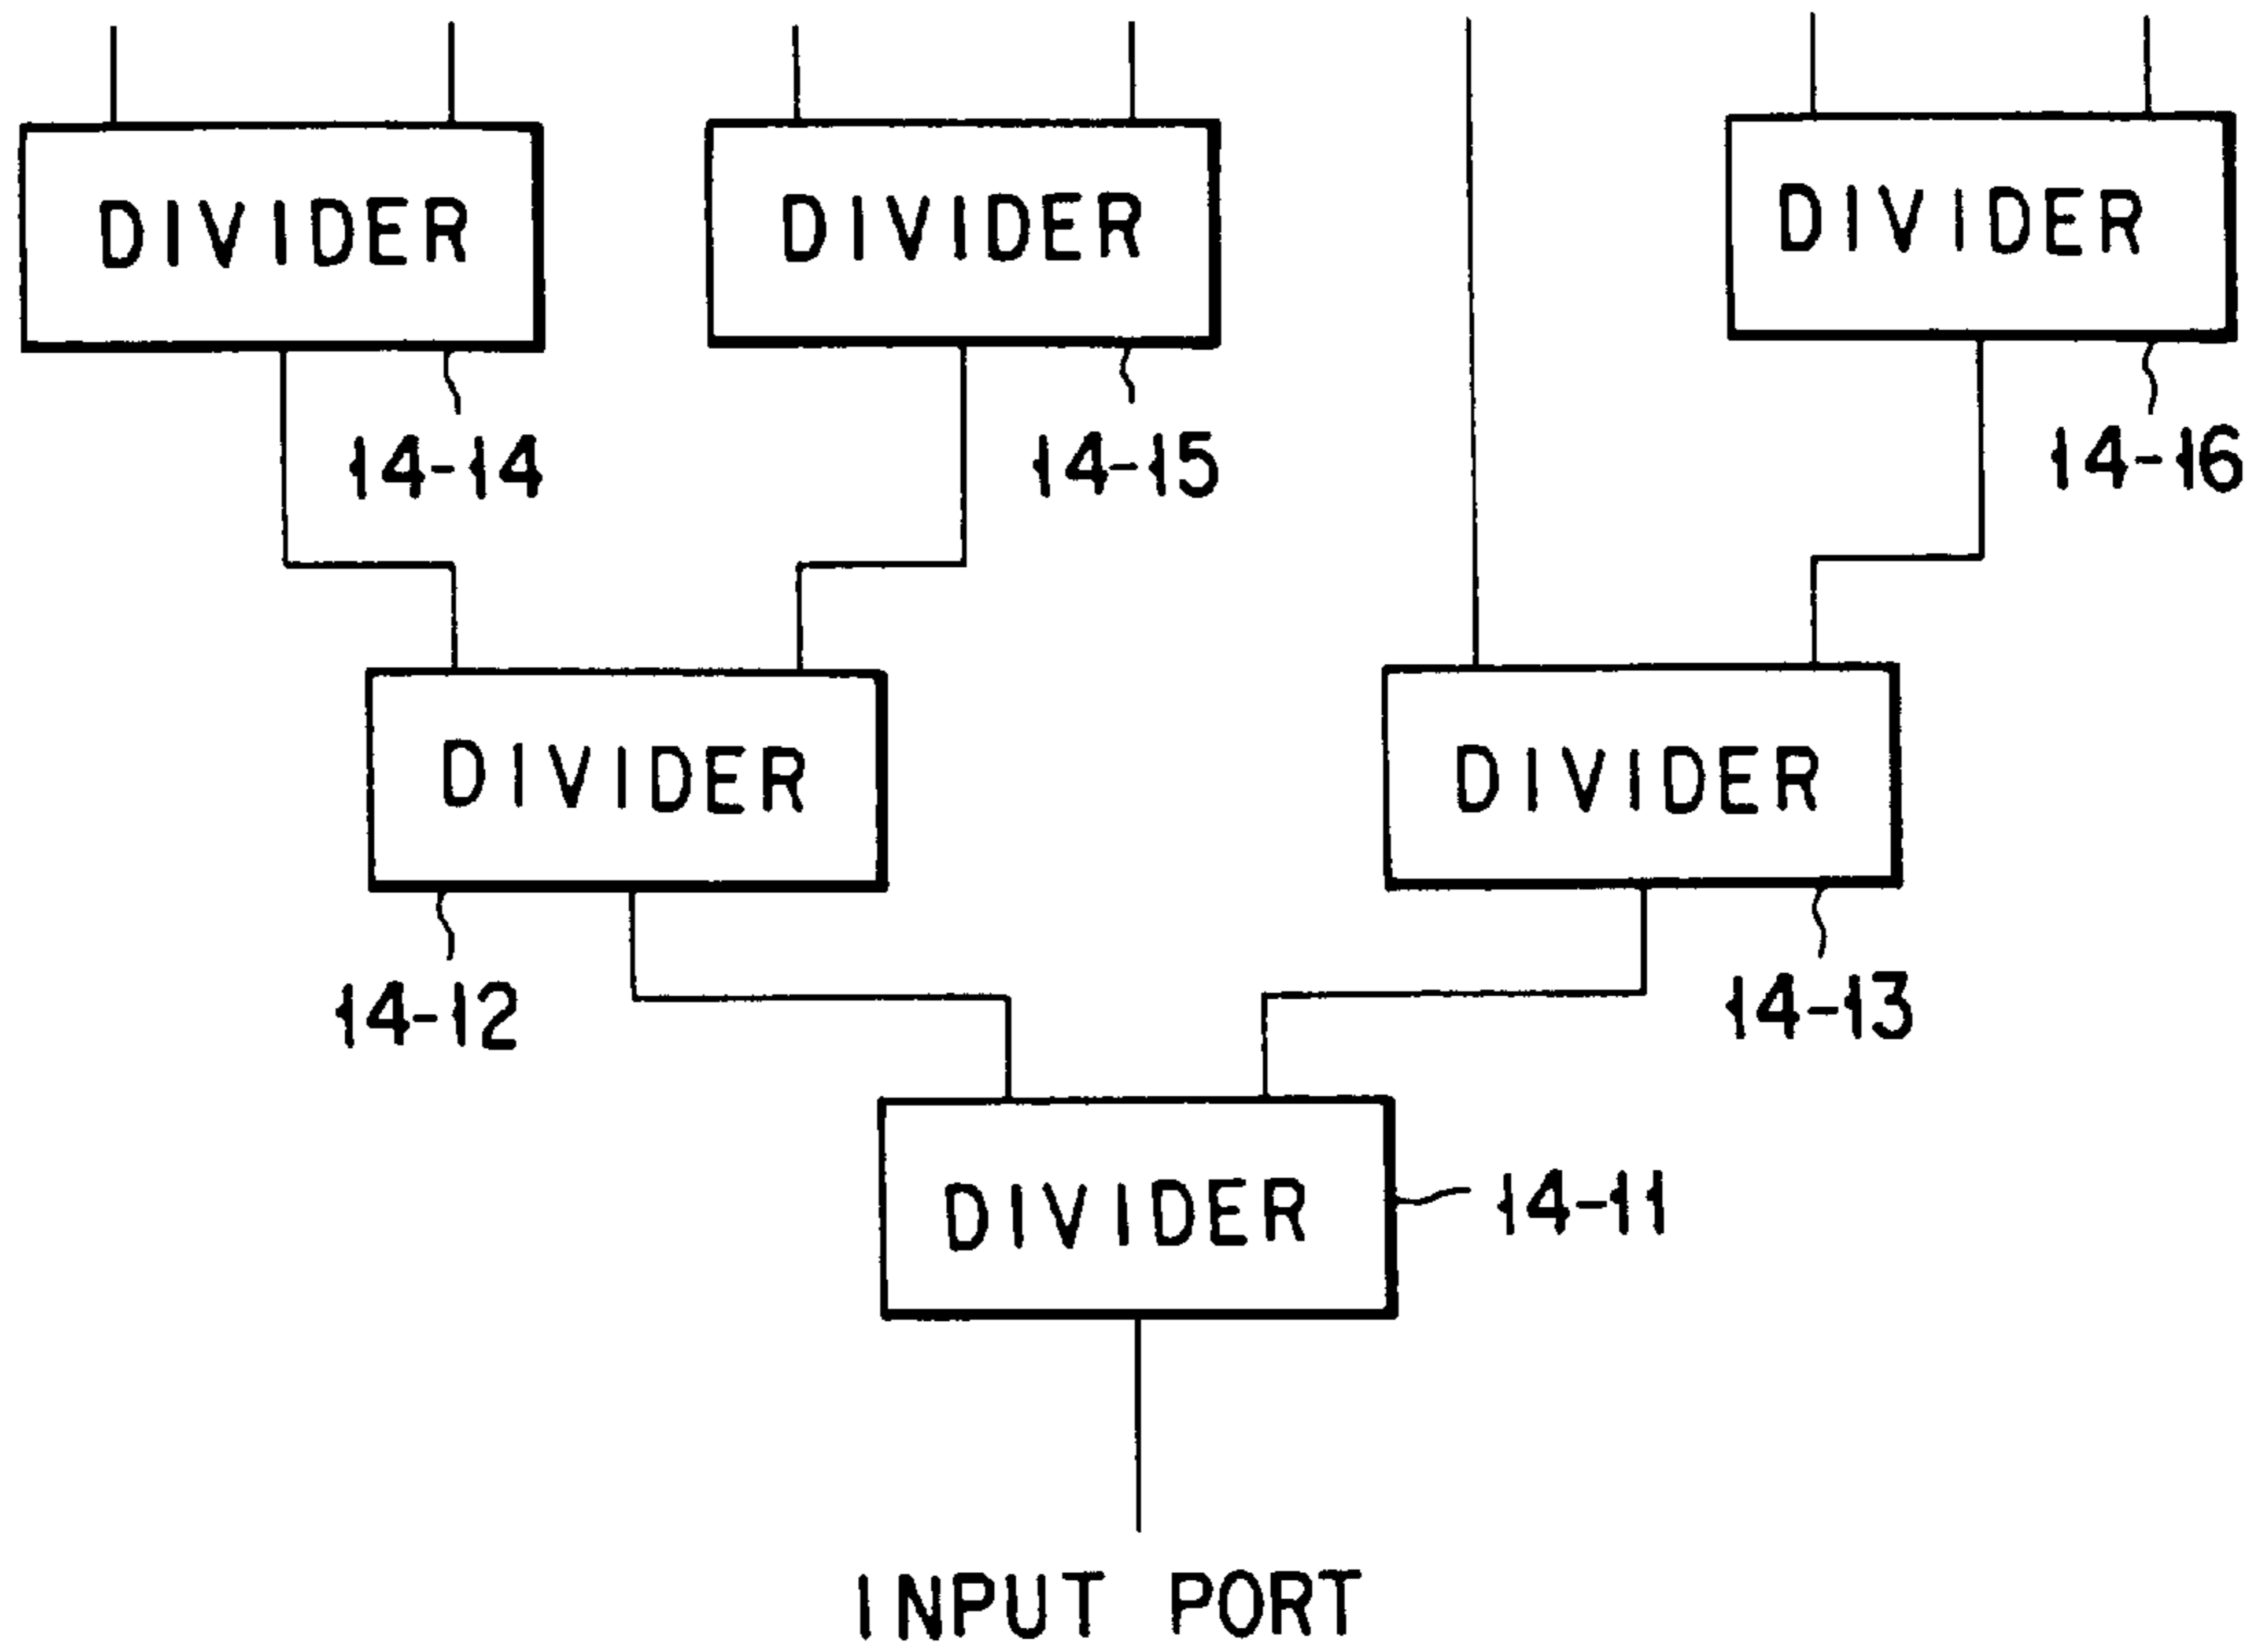 DIVIDER
DIVIDER
DIVIDER
14-14
14-15
14-16
DIVIDER
DIVIDER
14-12
14-13
DIVIDER
14-11
INPUT PORT